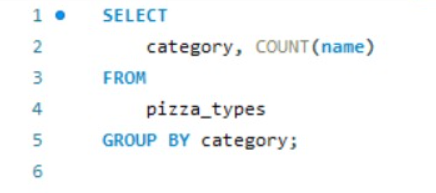 1 SELECT
2 category, COUNT(name)
3 FROM
4 pizza_types
5 GROUP BY category;
6